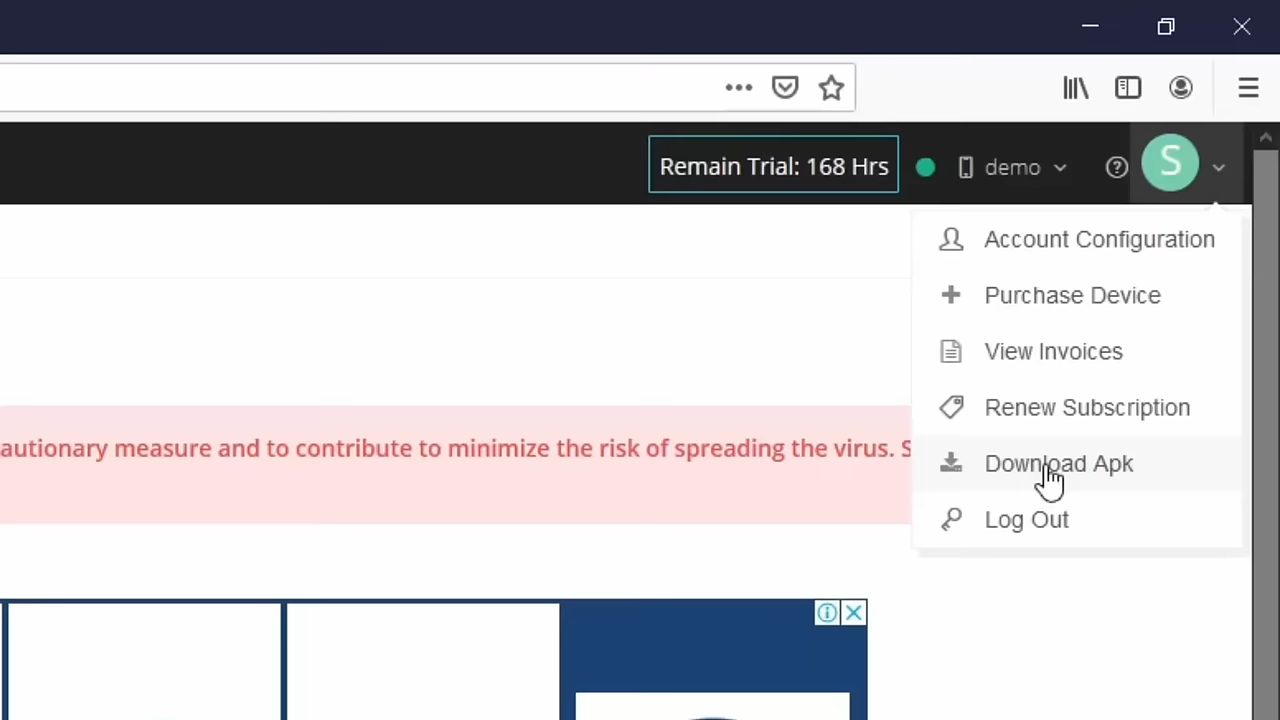 Remain Trial: 168 Hrs
demo
S
Account Configuration
Purchase Device
View Invoices
Renew Subscription
autionary measure and to contribute to minimize the risk of spreading the virus. S
Download Apk
Log Out